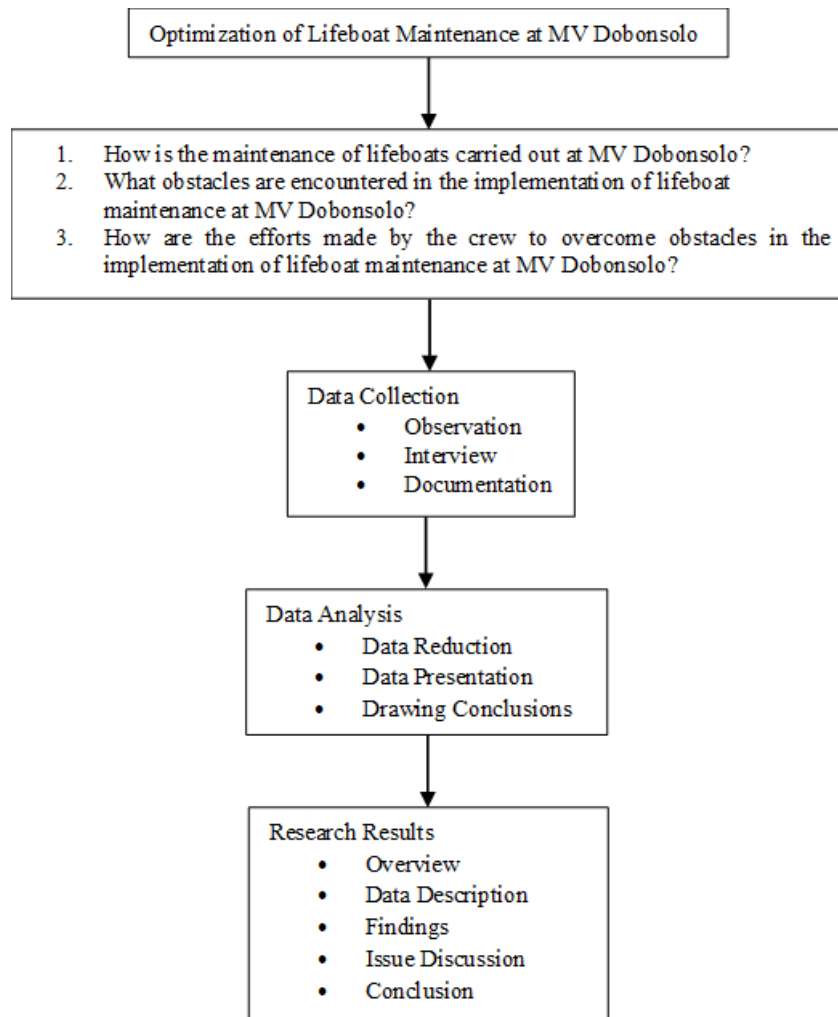 Optimization of Lifeboat Maintenance at MV Dobonsolo
1. How is the maintenance of lifeboats carried out at MV Dobonsolo?
2. What obstacles are encountered in the implementation of lifeboat
maintenance at MV Dobonsolo?
3. How are the efforts made by the crew to overcome obstacles in the
implementation of lifeboat maintenance at MV Dobonsolo?
Data Collection
• Observation
• Interview
• Documentation
Data Analysis
• Data Reduction
• Data Presentation
• Drawing Conclusions
Research Results
• Overview
• Data Description
• Findings
• Issue Discussion
• Conclusion